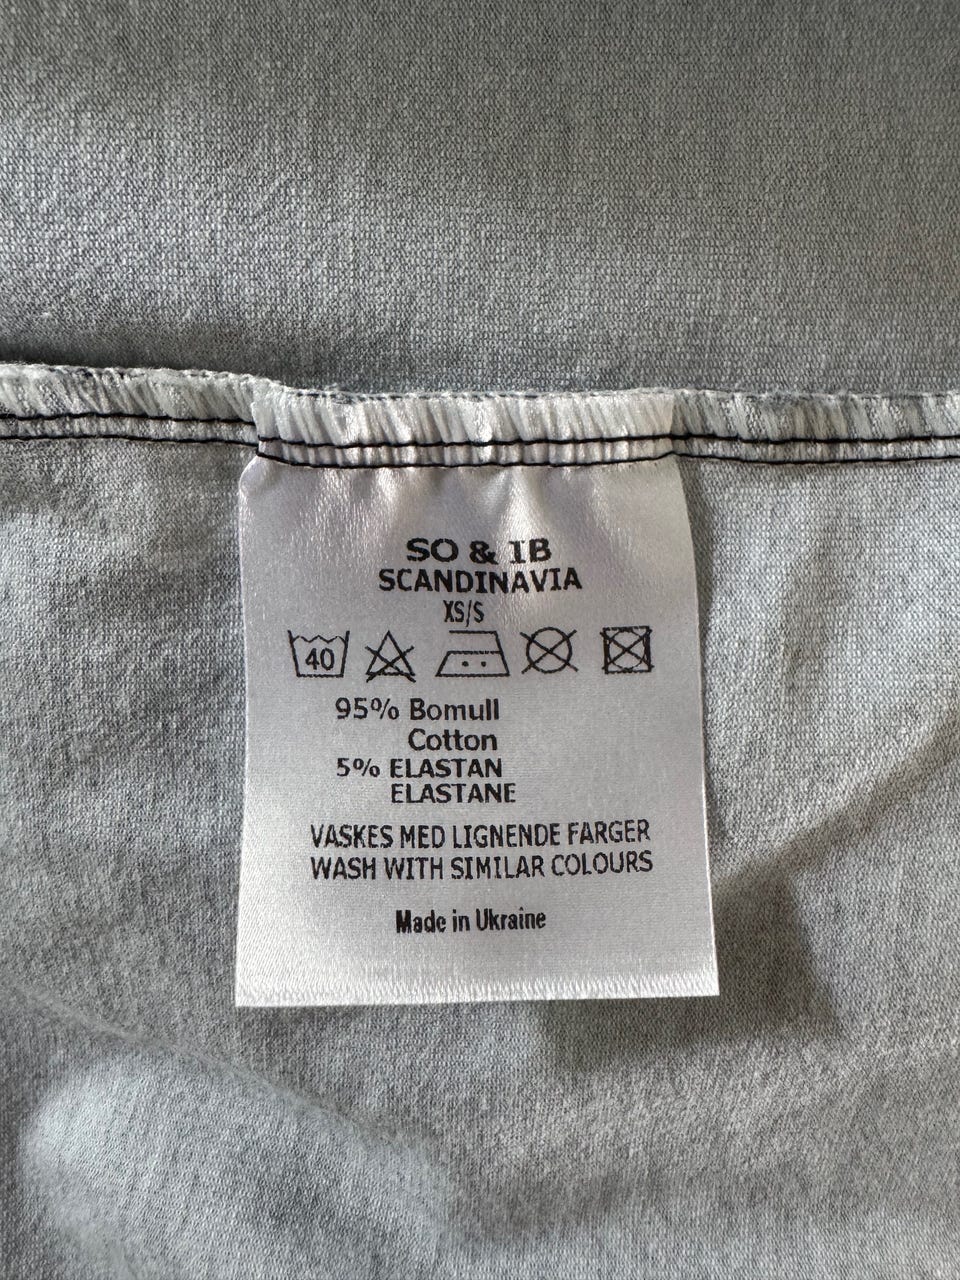 SO & IB
SCANDINAVIA
XS/S
40
95% Bomull
Cotton
5% ELASTAN
ELASTANE
VASKES MED LIGNENDE FARGER
WASH WITH SIMILAR COLOURS
Made in Ukraine